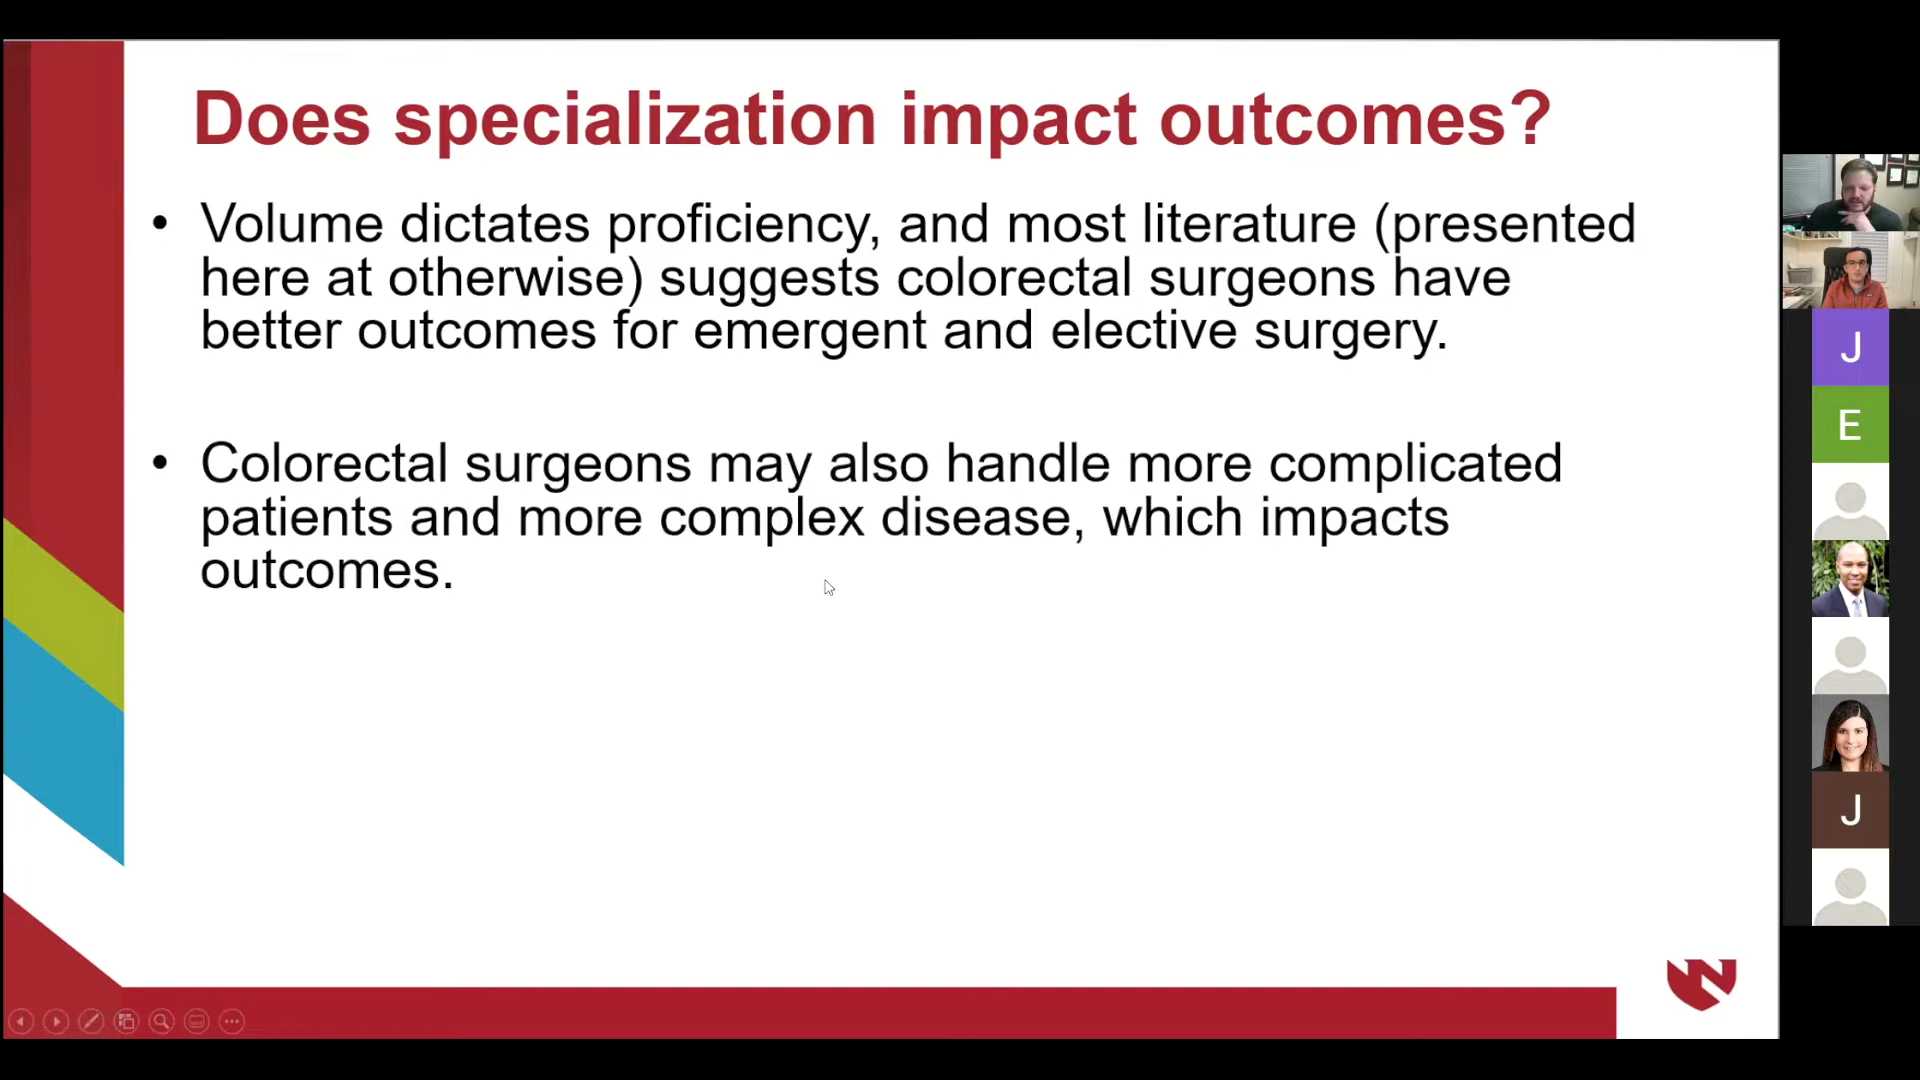 Does specialization impact outcomes?
• Volume dictates proficiency, and most literature (presented
here at otherwise) suggests colorectal surgeons have
better outcomes for emergent and elective surgery.
• Colorectal surgeons may also handle more complicated
patients and more complex disease, which impacts
outcomes.
J
E
J